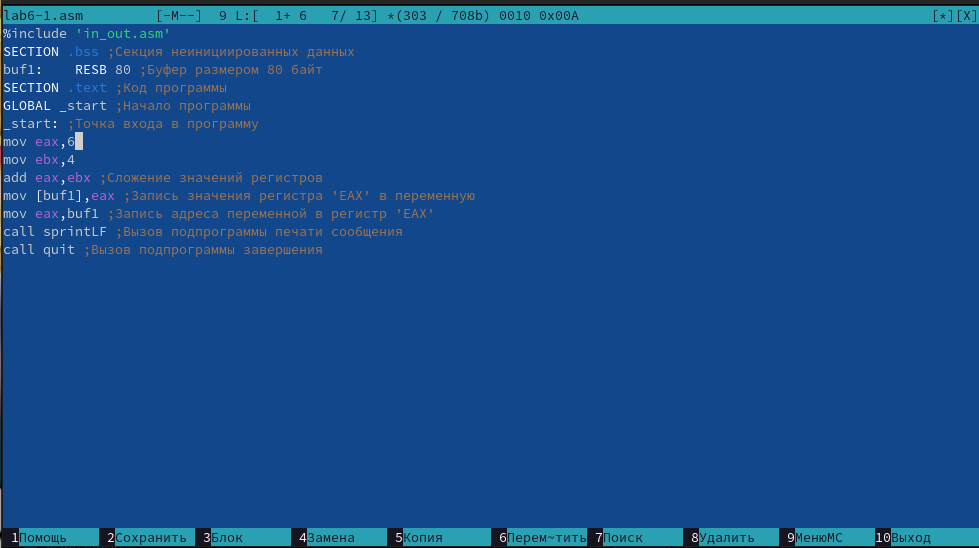 lab6-1.asm [-M--] 9 L:[ 1+ 6 7/ 13] *(303 / 708b) 0010 0x00A [*][X]
%include 'in_out.asm'
SECTION .bss ;Секция неинициированных данных
buf1: RESB 80 ;Буфер размером 80 байт
SECTION .text ;Код программы
GLOBAL _start ;Начало программы
_start: ;Точка входа в программу
mov eax,6
mov ebx,4
add eax,ebx ;Сложение значений регистров
mov [buf1],eax ;Запись значения регистра 'EAX' в переменную
mov eax,buf1 ;Запись адреса переменной в регистр 'EAX'
call sprintLF ;Вызов подпрограммы печати сообщения
call quit ;Вызов подпрограммы завершения
1Помощь 2Сохранить 3Блок 4Замена 5Копия 6Перем~тить 7Поиск 8Удалить 9МенюMC 10Выход